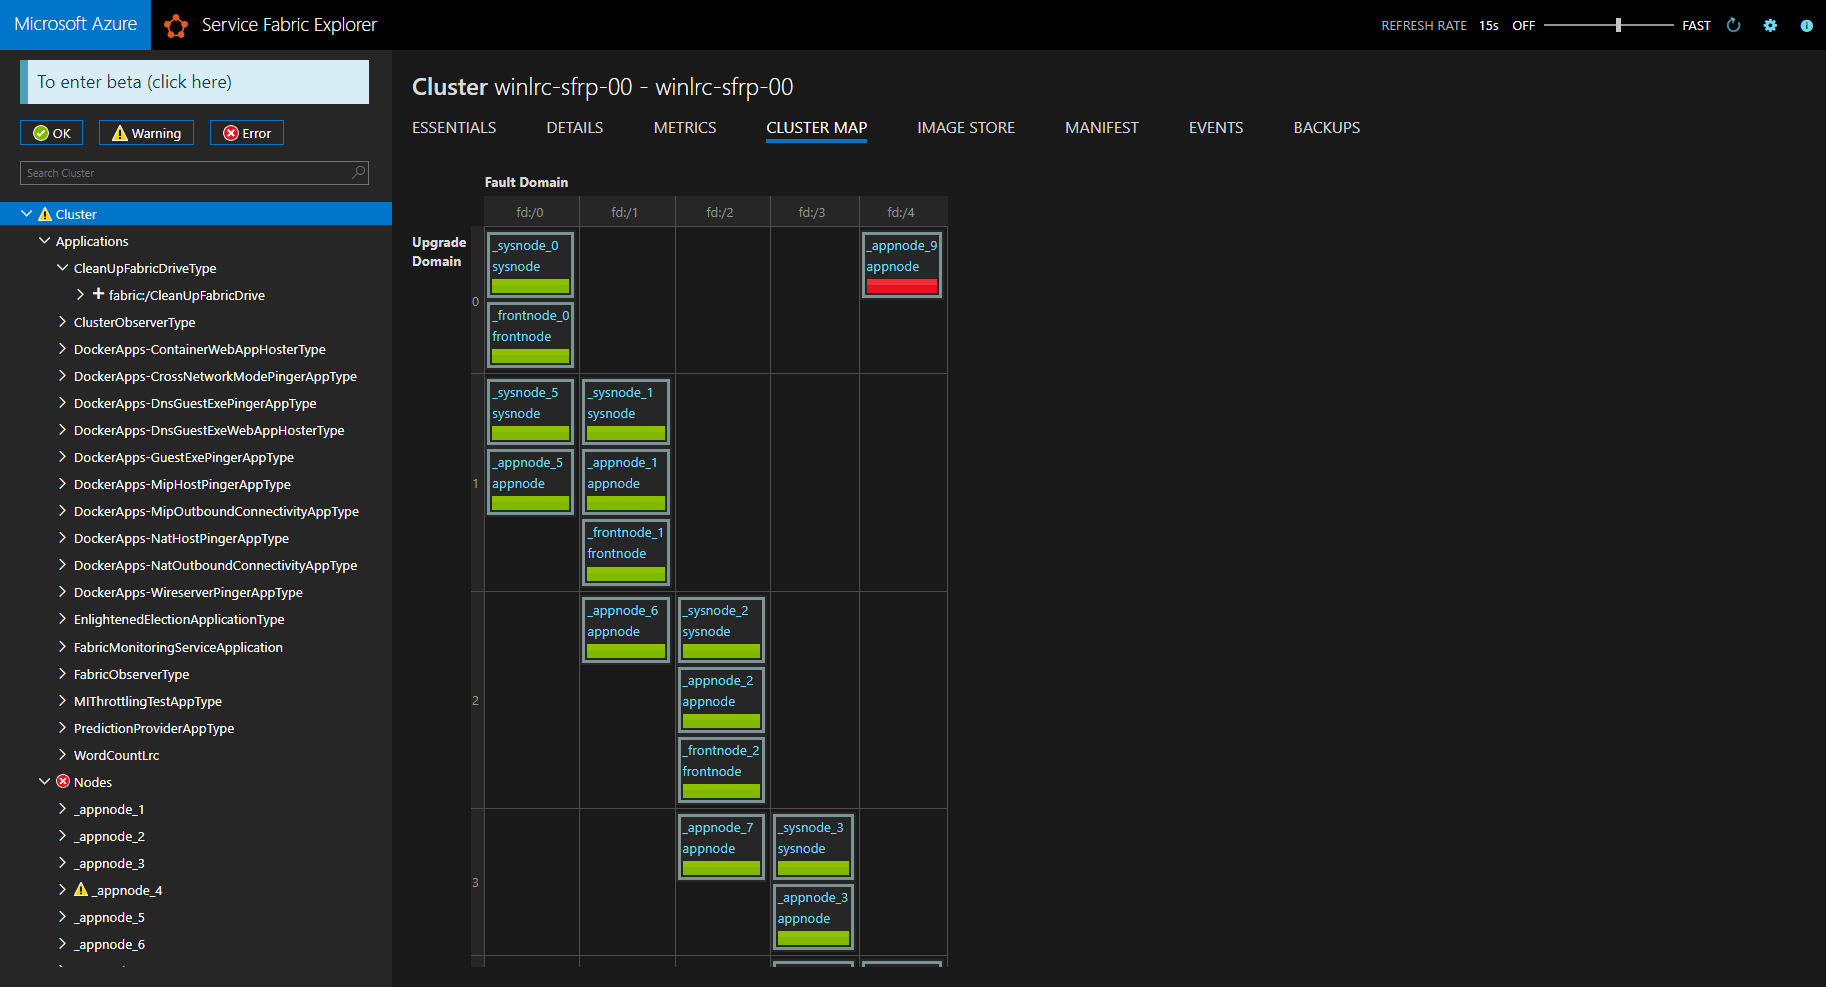 Microsoft Azure
Service Fabric Explorer
REFRESH RATE 15s OFF FAST
To enter beta (click here)
OK
Warning
Error
Search Cluster
Cluster
Applications
CleanUpFabricDriveType
fabric:/CleanUpFabricDrive
ClusterObserverType
DockerApps-ContainerWebAppHosterType
DockerApps-CrossNetworkModePingerAppType
DockerApps-DnsGuestExePingerAppType
DockerApps-DnsGuestExeWebAppHosterType
DockerApps-GuestExePingerAppType
DockerApps-MipHostPingerAppType
DockerApps-MipOutboundConnectivityAppType
DockerApps-NatHostPingerAppType
DockerApps-NatOutboundConnectivityAppType
DockerApps-WireserverPingerAppType
EnlightenedElectionApplicationType
FabricMonitoringServiceApplication
FabricObserverType
MIThrottlingTestAppType
PredictionProviderAppType
WordCountLrc
Nodes
_appnode_1
_appnode_2
_appnode_3
_appnode_4
_appnode_5
_appnode_6
Cluster winlrc-sfrp-00 - winlrc-sfrp-00
ESSENTIALS DETAILS METRICS CLUSTER MAP IMAGE STORE MANIFEST EVENTS BACKUPS
Fault Domain
fd:/0 fd:/1 fd:/2 fd:/3 fd:/4
Upgrade
Domain
0
_sysnode_0
sysnode
_frontnode_0
frontnode
_appnode_9
appnode
1
_sysnode_5
sysnode
_appnode_5
appnode
_sysnode_1
sysnode
_appnode_1
appnode
_frontnode_1
frontnode
2
_appnode_6
appnode
_sysnode_2
sysnode
_appnode_2
appnode
_frontnode_2
frontnode
3
_appnode_7
appnode
_sysnode_3
sysnode
_appnode_3
appnode